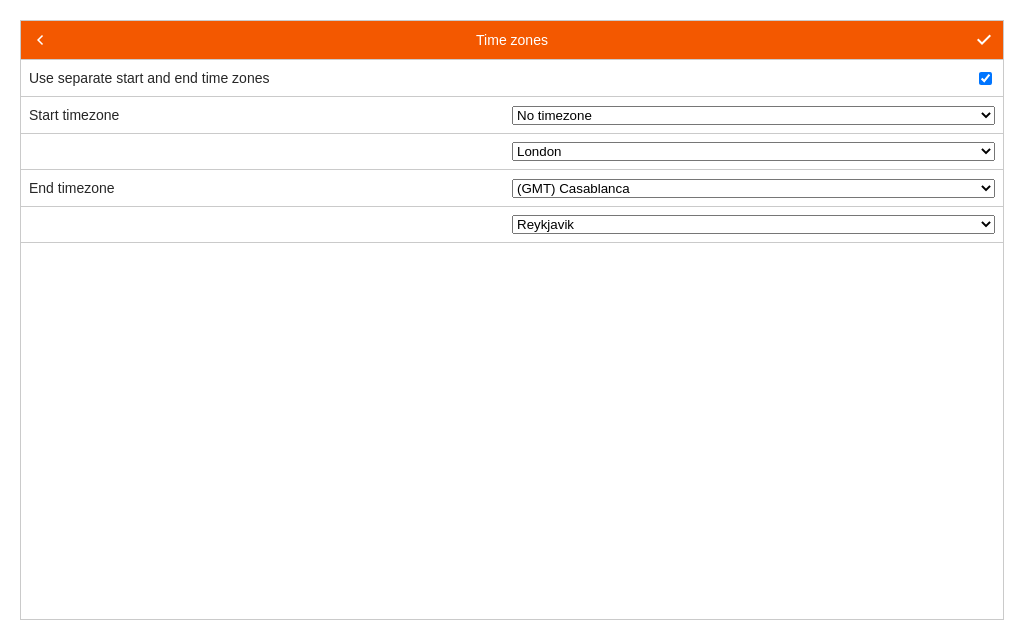 Time zones
Use separate start and end time zones
Start timezone
No timezone
London
End timezone
(GMT) Casablanca
Reykjavik